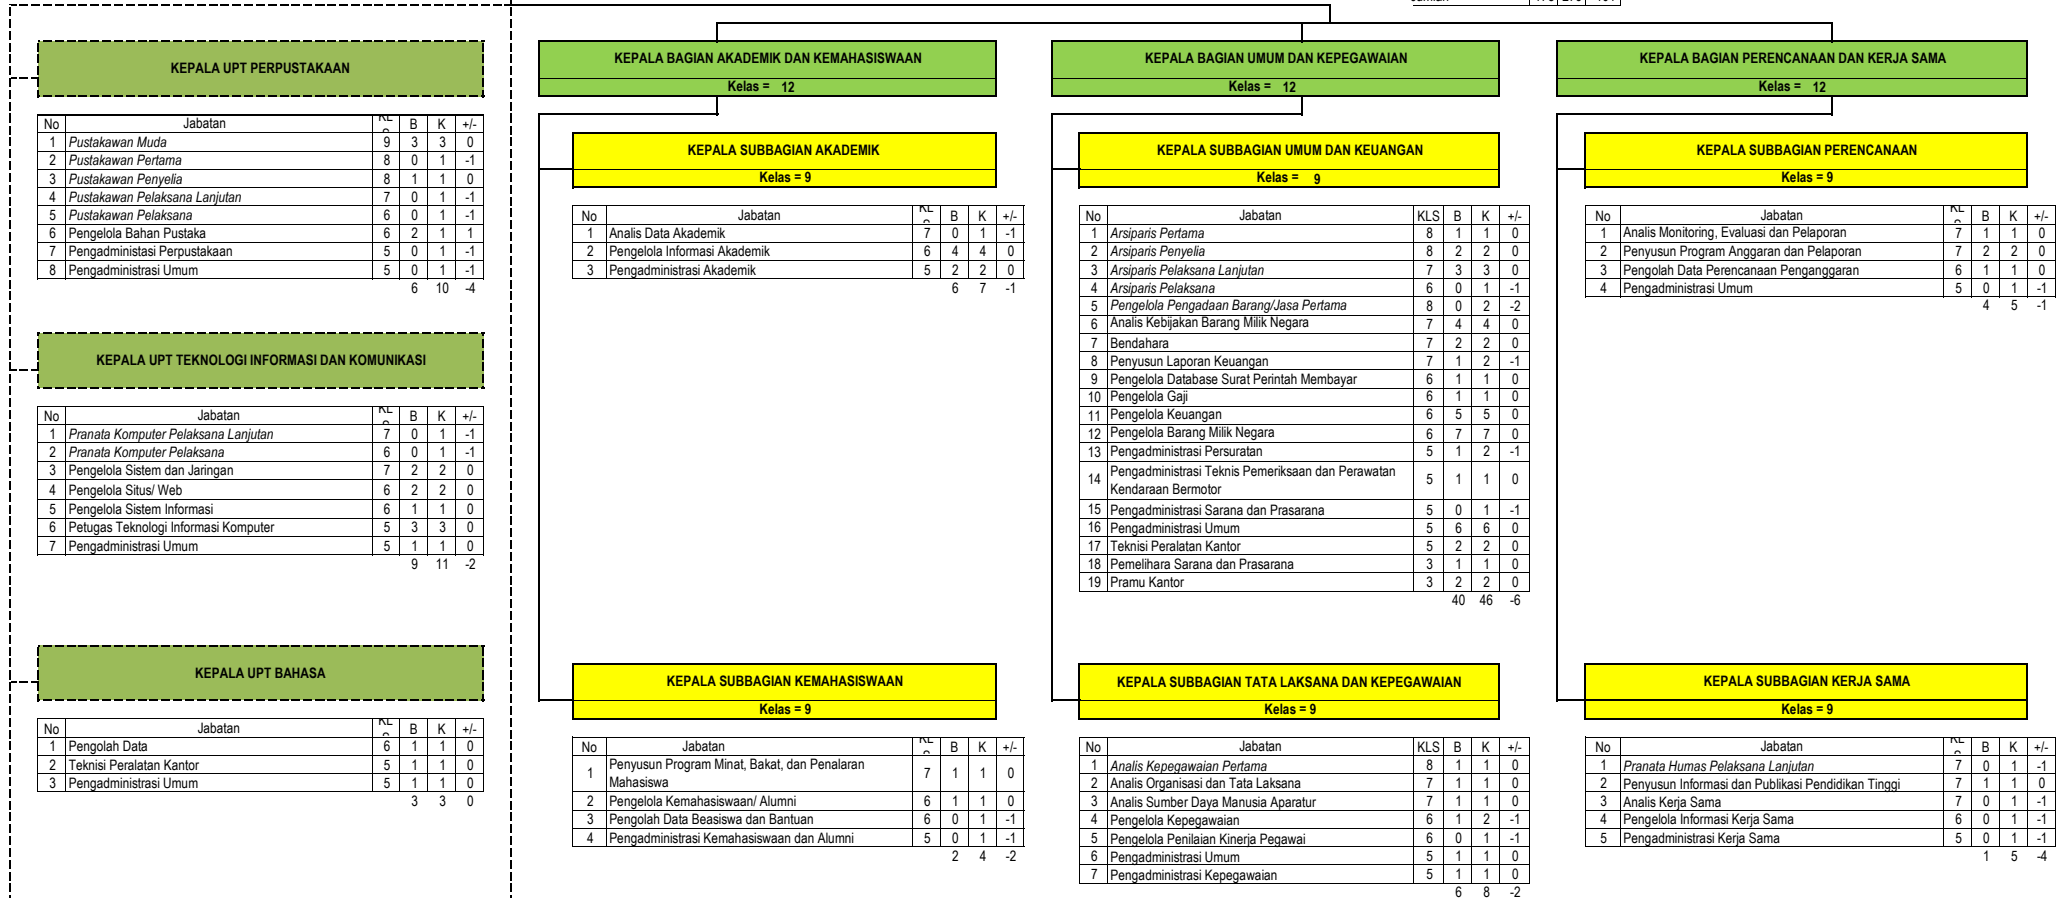 KEPALA UPT PERPUSTAKAAN
No Jabatan B K +/-
1 Pustakawan Muda 9 3 3 0
2 Pustakawan Pertama 8 0 1 -1
3 Pustakawan Penyelia 8 1 1 0
4 Pustakawan Pelaksana Lanjutan 7 0 1 -1
5 Pustakawan Pelaksana 6 0 1 -1
6 Pengelola Bahan Pustaka 6 2 1 1
7 Pengadministasi Perpustakaan 5 0 1 -1
8 Pengadministrasi Umum 5 0 1 -1
6 10 -4
KEPALA UPT TEKNOLOGI INFORMASI DAN KOMUNIKASI
No Jabatan B K +/-
1 Pranata Komputer Pelaksana Lanjutan 7 0 1 -1
2 Pranata Komputer Pelaksana 6 0 1 -1
3 Pengelola Sistem dan Jaringan 7 2 2 0
4 Pengelola Situs/ Web 6 2 2 0
5 Pengelola Sistem Informasi 6 1 1 0
6 Petugas Teknologi Informasi Komputer 5 3 3 0
7 Pengadministrasi Umum 5 1 1 0
9 11 -2
KEPALA UPT BAHASA
No Jabatan B K +/-
1 Pengolah Data 6 1 1 0
2 Teknisi Peralatan Kantor 5 1 1 0
3 Pengadministrasi Umum 5 1 1 0
3 3 0
KEPALA BAGIAN AKADEMIK DAN KEMAHASISWAAN
Kelas = 12
KEPALA SUBBAGIAN AKADEMIK
Kelas = 9
No Jabatan B K +/-
1 Analis Data Akademik 7 0 1 -1
2 Pengelola Informasi Akademik 6 4 4 0
3 Pengadministrasi Akademik 5 2 2 0
6 7 -1
KEPALA SUBBAGIAN KEMAHASISWAAN
Kelas = 9
No Jabatan B K +/-
1 Penyusun Program Minat, Bakat, dan Penalaran
Mahasiswa 7 1 1 0
2 Pengelola Kemahasiswaan/ Alumni 6 1 1 0
3 Pengolah Data Beasiswa dan Bantuan 6 0 1 -1
4 Pengadministrasi Kemahasiswaan dan Alumni 5 0 1 -1
2 4 -2
KEPALA BAGIAN UMUM DAN KEPEGAWAIAN
Kelas = 12
KEPALA SUBBAGIAN UMUM DAN KEUANGAN
Kelas = 9
No Jabatan KLS B K +/-
1 Arsiparis Pertama 8 1 1 0
2 Arsiparis Penyelia 8 2 2 0
3 Arsiparis Pelaksana Lanjutan 7 3 3 0
4 Arsiparis Pelaksana 6 0 1 -1
5 Pengelola Pengadaan Barang/Jasa Pertama 8 0 2 -2
6 Analis Kebijakan Barang Milik Negara 7 4 4 0
7 Bendahara 7 2 2 0
8 Penyusun Laporan Keuangan 7 1 2 -1
9 Pengelola Database Surat Perintah Membayar 6 1 1 0
10 Pengelola Gaji 6 1 1 0
11 Pengelola Keuangan 6 5 5 0
12 Pengelola Barang Milik Negara 6 7 7 0
13 Pengadministrasi Persuratan 5 1 2 -1
14 Pengadministrasi Teknis Pemeriksaan dan Perawatan
Kendaraan Bermotor 5 1 1 0
15 Pengadministrasi Sarana dan Prasarana 5 0 1 -1
16 Pengadministrasi Umum 5 6 6 0
17 Teknisi Peralatan Kantor 5 2 2 0
18 Pemelihara Sarana dan Prasarana 3 1 1 0
19 Pramu Kantor 3 2 2 0
40 46 -6
KEPALA SUBBAGIAN TATA LAKSANA DAN KEPEGAWAIAN
Kelas = 9
No Jabatan KLS B K +/-
1 Analis Kepegawaian Pertama 8 1 1 0
2 Analis Organisasi dan Tata Laksana 7 1 1 0
3 Analis Sumber Daya Manusia Aparatur 7 1 1 0
4 Pengelola Kepegawaian 6 1 2 -1
5 Pengelola Penilaian Kinerja Pegawai 6 0 1 -1
6 Pengadministrasi Umum 5 1 1 0
7 Pengadministrasi Kepegawaian 5 1 1 0
6 8 -2
KEPALA BAGIAN PERENCANAAN DAN KERJA SAMA
Kelas = 12
KEPALA SUBBAGIAN PERENCANAAN
Kelas = 9
No Jabatan B K +/-
1 Analis Monitoring, Evaluasi dan Pelaporan 7 1 1 0
2 Penyusun Program Anggaran dan Pelaporan 7 2 2 0
3 Pengolah Data Perencanaan Penganggaran 6 1 1 0
4 Pengadministrasi Umum 5 0 1 -1
4 5 -1
KEPALA SUBBAGIAN KERJA SAMA
Kelas = 9
No Jabatan B K +/-
1 Pranata Humas Pelaksana Lanjutan 7 0 1 -1
2 Penyusun Informasi dan Publikasi Pendidikan Tinggi 7 1 1 0
3 Analis Kerja Sama 7 0 1 -1
4 Pengelola Informasi Kerja Sama 6 0 1 -1
5 Pengadministrasi Kerja Sama 5 0 1 -1
1 5 -4